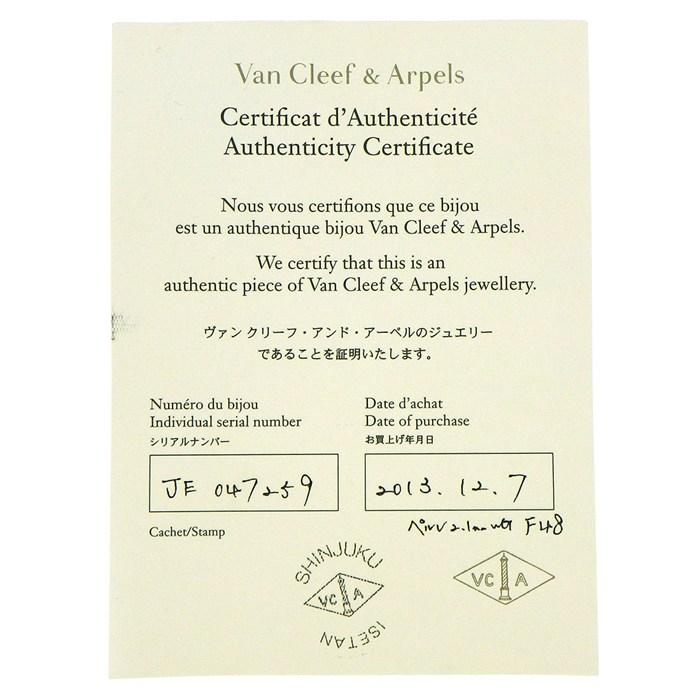 Van Cleef & Arpels
Certificat d'Authenticité
Authenticity Certificate
Nous vous certifions que ce bijou
est un authentique bijou Van Cleef & Arpels.
We certify that this is an
authentic piece of Van Cleef & Arpels jewellery.
ヴァン クリーフ・アンド・アーペルのジュエリー
であることを証明いたします。
Numéro du bijou
Individual serial number
シリアルナンバー
JE 047259
Date d'achat
Date of purchase
お買上げ年月日
2013. 12. 7
F48
Cachet/Stamp
SHINJUKU
VC A
ISETAN
VC A